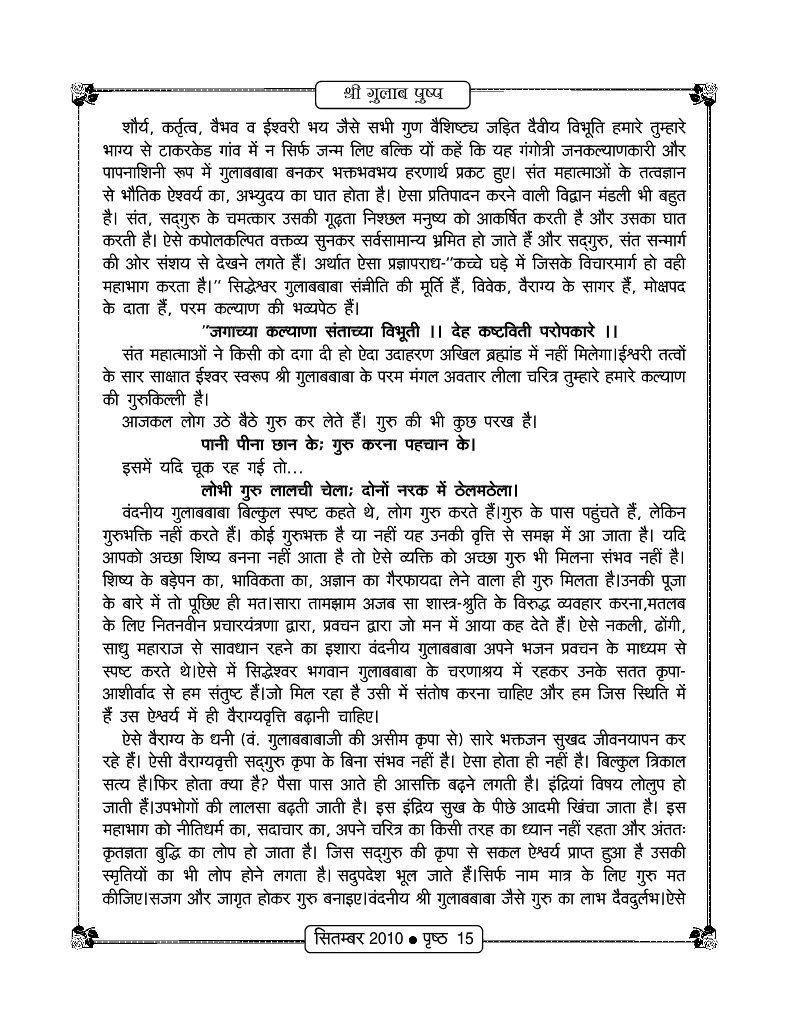 श्री गुलाब पुष्प
शौर्य, कर्तृत्व, वैभव व ईश्वरी भय जैसे सभी गुण वैशिष्ट्य जड़ित दैवीय विभूति हमारे तुम्हारे
भाग्य से टाकरकेड गांव में न सिर्फ जन्म लिए बल्कि यों कहें कि यह गंगोत्री जनकल्याणकारी और
पापनाशिनी रूप में गुलाबबाबा बनकर भक्तभवभय हरणार्थ प्रकट हुए। संत महात्माओं के तत्वज्ञान
से भौतिक ऐश्वर्य का, अभ्युदय का घात होता है। ऐसा प्रतिपादन करने वाली विद्वान मंडली भी बहुत
है। संत, सद्‌गुरु के चमत्कार उसकी गूढ़ता निश्छल मनुष्य को आकर्षित करती है और उसका घात
करती है। ऐसे कपोलकल्पित वक्तव्य सुनकर सर्वसामान्य भ्रमित हो जाते हैं और सद्‌गुरु, संत सन्मार्ग
की ओर संशय से देखने लगते हैं। अर्थात ऐसा प्रज्ञापराध-"कच्चे घड़े में जिसके विचारमार्ग हो वही
महाभाग करता है।" सिद्धेश्वर गुलाबबाबा संन्नीति की मूर्ति हैं, विवेक, वैराग्य के सागर हैं, मोक्षपद
के दाता हैं, परम कल्याण की भव्यपेठ हैं।
"जगाच्या कल्याणा संताच्या विभूती ।। देह कष्टविती परोपकारे ।।
संत महात्माओं ने किसी को दगा दी हो ऐदा उदाहरण अखिल ब्रह्मांड में नहीं मिलेगा।ईश्वरी तत्वों
के सार साक्षात ईश्वर स्वरूप श्री गुलाबबाबा के परम मंगल अवतार लीला चरित्र तुम्हारे हमारे कल्याण
की गुरुकिल्ली है।
आजकल लोग उठे बैठे गुरु कर लेते हैं। गुरु की भी कुछ परख है।
पानी पीना छान के; गुरु करना पहचान के।
इसमें यदि चूक रह गई तो...
लोभी गुरु लालची चेला; दोनों नरक में ठेलमठेला।
वंदनीय गुलाबबाबा बिल्कुल स्पष्ट कहते थे, लोग गुरु करते हैं।गुरु के पास पहुंचते हैं, लेकिन
गुरुभक्ति नहीं करते हैं। कोई गुरुभक्त है या नहीं यह उनकी वृत्ति से समझ में आ जाता है। यदि
आपको अच्छा शिष्य बनना नहीं आता है तो ऐसे व्यक्ति को अच्छा गुरु भी मिलना संभव नहीं है।
शिष्य के बड़ेपन का, भाविकता का, अज्ञान का गैरफायदा लेने वाला ही गुरु मिलता है।उनकी पूजा
के बारे में तो पूछिए ही मत।सारा तामझाम अजब सा शास्त्र-श्रुति के विरुद्ध व्यवहार करना,मतलब
के लिए नितनवीन प्रचारयंत्रणा द्वारा, प्रवचन द्वारा जो मन में आया कह देते हैं। ऐसे नकली, ढोंगी,
साधु महाराज से सावधान रहने का इशारा वंदनीय गुलाबबाबा अपने भजन प्रवचन के माध्यम से
स्पष्ट करते थे।ऐसे में सिद्धेश्वर भगवान गुलाबबाबा के चरणाश्रय में रहकर उनके सतत कृपा-
आशीर्वाद से हम संतुष्ट हैं।जो मिल रहा है उसी में संतोष करना चाहिए और हम जिस स्थिति में
हैं उस ऐश्वर्य में ही वैराग्यवृत्ति बढ़ानी चाहिए।
ऐसे वैराग्य के धनी (वं. गुलाबबाबाजी की असीम कृपा से) सारे भक्तजन सुखद जीवनयापन कर
रहे हैं। ऐसी वैराग्यवृत्ती सद्‌गुरु कृपा के बिना संभव नहीं है। ऐसा होता ही नहीं है। बिल्कुल त्रिकाल
सत्य है।फिर होता क्या है? पैसा पास आते ही आसक्ति बढ़ने लगती है। इंद्रियां विषय लोलुप हो
जाती हैं।उपभोगों की लालसा बढ़ती जाती है। इस इंद्रिय सुख के पीछे आदमी खिंचा जाता है। इस
महाभाग को नीतिधर्म का, सदाचार का, अपने चरित्र का किसी तरह का ध्यान नहीं रहता और अंततः
कृतज्ञता बुद्धि का लोप हो जाता है। जिस सद्‌गुरु की कृपा से सकल ऐश्वर्य प्राप्त हुआ है उसकी
स्मृतियों का भी लोप होने लगता है। सदुपदेश भूल जाते हैं।सिर्फ नाम मात्र के लिए गुरु मत
कीजिए।सजग और जागृत होकर गुरु बनाइए।वंदनीय श्री गुलाबबाबा जैसे गुरु का लाभ दैवदुर्लभ।ऐसे
सितम्बर 2010 ● पृष्ठ 15